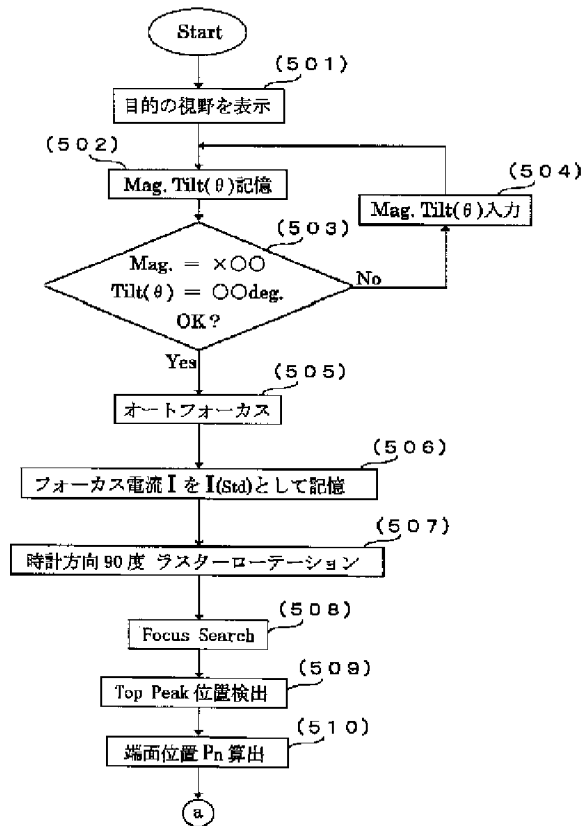 Start
(501)
目的の視野を表示
(502)
Mag. Tilt(θ)記憶
(504)
Mag. Tilt(θ)入力
(503)
Mag. = ×○○
Tilt(θ) = ○○deg.
OK?
No
Yes
(505)
オートフォーカス
(506)
フォーカス電流 I を I(Std)として記憶
(507)
時計方向 90 度 ラスターローテーション
(508)
Focus Search
(509)
Top Peak 位置検出
(510)
端面位置 Pn 算出
a